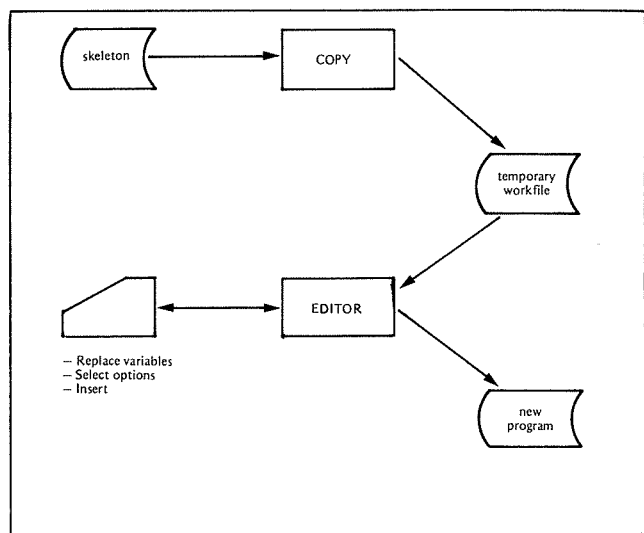 skeleton
COPY
temporary
workfile
EDITOR
— Replace variables
— Select options
— Insert
new
program